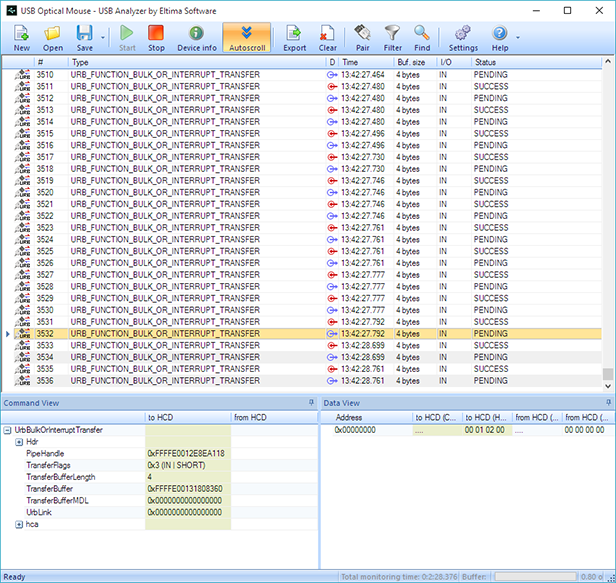 USB Optical Mouse - USB Analyzer by Eltima Software
New Open Save Start Stop Device info Autoscroll Export Clear Pair Filter Find Settings Help
# Type D Time Buf. size I/O Status
3510 URB_FUNCTION_BULK_OR_INTERRUPT_TRANSFER 13:42:27.464 4 bytes IN PENDING
3511 URB_FUNCTION_BULK_OR_INTERRUPT_TRANSFER 13:42:27.480 4 bytes IN SUCCESS
3512 URB_FUNCTION_BULK_OR_INTERRUPT_TRANSFER 13:42:27.480 4 bytes IN PENDING
3513 URB_FUNCTION_BULK_OR_INTERRUPT_TRANSFER 13:42:27.480 4 bytes IN SUCCESS
3514 URB_FUNCTION_BULK_OR_INTERRUPT_TRANSFER 13:42:27.480 4 bytes IN PENDING
3515 URB_FUNCTION_BULK_OR_INTERRUPT_TRANSFER 13:42:27.496 4 bytes IN SUCCESS
3516 URB_FUNCTION_BULK_OR_INTERRUPT_TRANSFER 13:42:27.496 4 bytes IN PENDING
3517 URB_FUNCTION_BULK_OR_INTERRUPT_TRANSFER 13:42:27.730 4 bytes IN SUCCESS
3518 URB_FUNCTION_BULK_OR_INTERRUPT_TRANSFER 13:42:27.730 4 bytes IN PENDING
3519 URB_FUNCTION_BULK_OR_INTERRUPT_TRANSFER 13:42:27.746 4 bytes IN SUCCESS
3520 URB_FUNCTION_BULK_OR_INTERRUPT_TRANSFER 13:42:27.746 4 bytes IN PENDING
3521 URB_FUNCTION_BULK_OR_INTERRUPT_TRANSFER 13:42:27.746 4 bytes IN SUCCESS
3522 URB_FUNCTION_BULK_OR_INTERRUPT_TRANSFER 13:42:27.746 4 bytes IN PENDING
3523 URB_FUNCTION_BULK_OR_INTERRUPT_TRANSFER 13:42:27.761 4 bytes IN SUCCESS
3524 URB_FUNCTION_BULK_OR_INTERRUPT_TRANSFER 13:42:27.761 4 bytes IN PENDING
3525 URB_FUNCTION_BULK_OR_INTERRUPT_TRANSFER 13:42:27.761 4 bytes IN SUCCESS
3526 URB_FUNCTION_BULK_OR_INTERRUPT_TRANSFER 13:42:27.761 4 bytes IN PENDING
3527 URB_FUNCTION_BULK_OR_INTERRUPT_TRANSFER 13:42:27.777 4 bytes IN SUCCESS
3528 URB_FUNCTION_BULK_OR_INTERRUPT_TRANSFER 13:42:27.777 4 bytes IN PENDING
3529 URB_FUNCTION_BULK_OR_INTERRUPT_TRANSFER 13:42:27.777 4 bytes IN SUCCESS
3530 URB_FUNCTION_BULK_OR_INTERRUPT_TRANSFER 13:42:27.777 4 bytes IN PENDING
3531 URB_FUNCTION_BULK_OR_INTERRUPT_TRANSFER 13:42:27.792 4 bytes IN SUCCESS
3532 URB_FUNCTION_BULK_OR_INTERRUPT_TRANSFER 13:42:27.792 4 bytes IN PENDING
3533 URB_FUNCTION_BULK_OR_INTERRUPT_TRANSFER 13:42:28.699 4 bytes IN SUCCESS
3534 URB_FUNCTION_BULK_OR_INTERRUPT_TRANSFER 13:42:28.699 4 bytes IN PENDING
3535 URB_FUNCTION_BULK_OR_INTERRUPT_TRANSFER 13:42:28.761 4 bytes IN SUCCESS
3536 URB_FUNCTION_BULK_OR_INTERRUPT_TRANSFER 13:42:28.761 4 bytes IN PENDING
Command View Data View
to HCD from HCD Address to HCD (C... to HCD (H... from HCD (... from HCD (...
UrbBulkOrInterruptTransfer 0x00000000 .... 00 01 02 00 .... 00 00 00 00
Hdr
PipeHandle 0xFFFFE0012E8EA118
TransferFlags 0x3 (IN | SHORT)
TransferBufferLength 4
TransferBuffer 0xFFFFE00131808360
TransferBufferMDL 0x0000000000000000
UrbLink 0x0000000000000000
hca
Ready Total monitoring time: 0:2:28.376 Buffer: 0.80 c